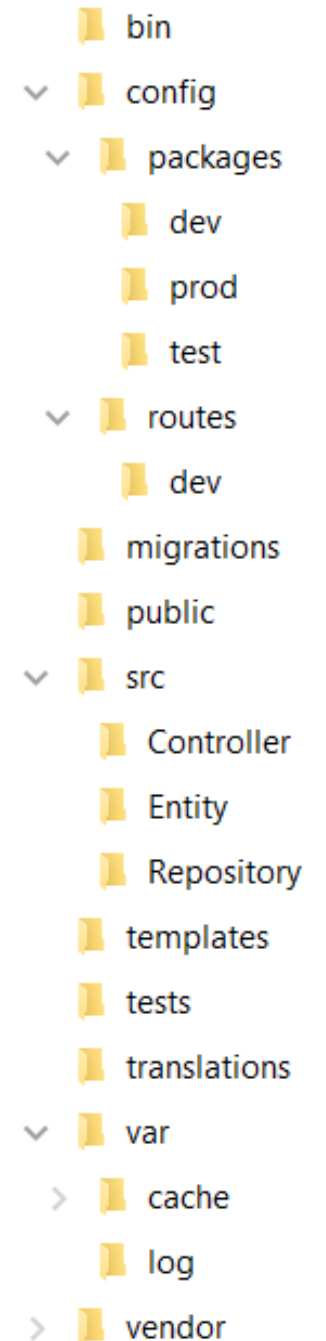 bin
config
packages
dev
prod
test
routes
dev
migrations
public
src
Controller
Entity
Repository
templates
tests
translations
var
cache
log
vendor